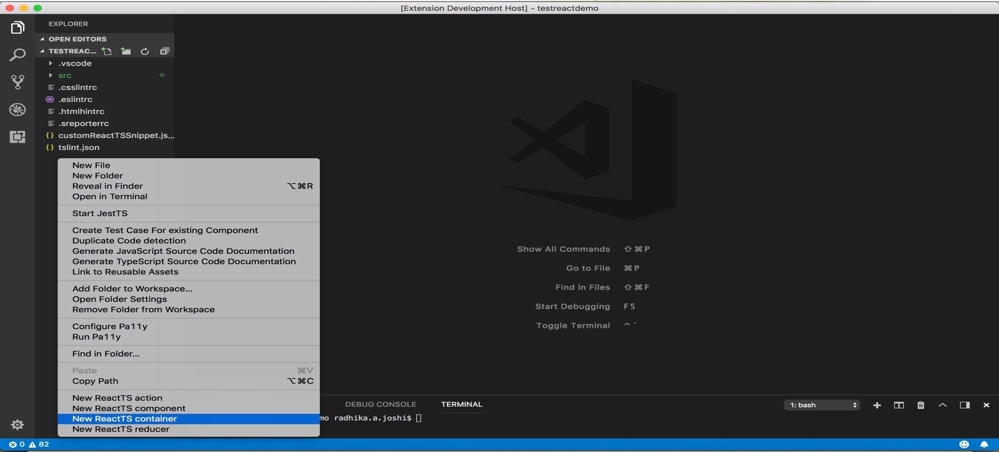 [Extension Development Host] - testreactdemo
EXPLORER
OPEN EDITORS
TESTREAC...
.vscode
src
.csslintrc
.eslintrc
.htmlhintrc
.sreporterrc
{ } customReactTSSnippet.js...
{ } tslint.json
New File
New Folder
Reveal in Finder ⌥⌘R
Open in Terminal
Start JestTS
Create Test Case For existing Component
Duplicate Code detection
Generate JavaScript Source Code Documentation
Generate TypeScript Source Code Documentation
Link to Reusable Assets
Add Folder to Workspace...
Open Folder Settings
Remove Folder from Workspace
Configure Pa11y
Run Pa11y
Find in Folder...
Paste ⌘V
Copy Path ⌥⌘C
New ReactTS action
New ReactTS component
New ReactTS container
New ReactTS reducer
Show All Commands ⇧⌘P
Go to File ⌘P
Find in Files ⇧⌘F
Start Debugging F5
Toggle Terminal ^`
DEBUG CONSOLE TERMINAL 1: bash
mo radhika.a.joshi$
0 82